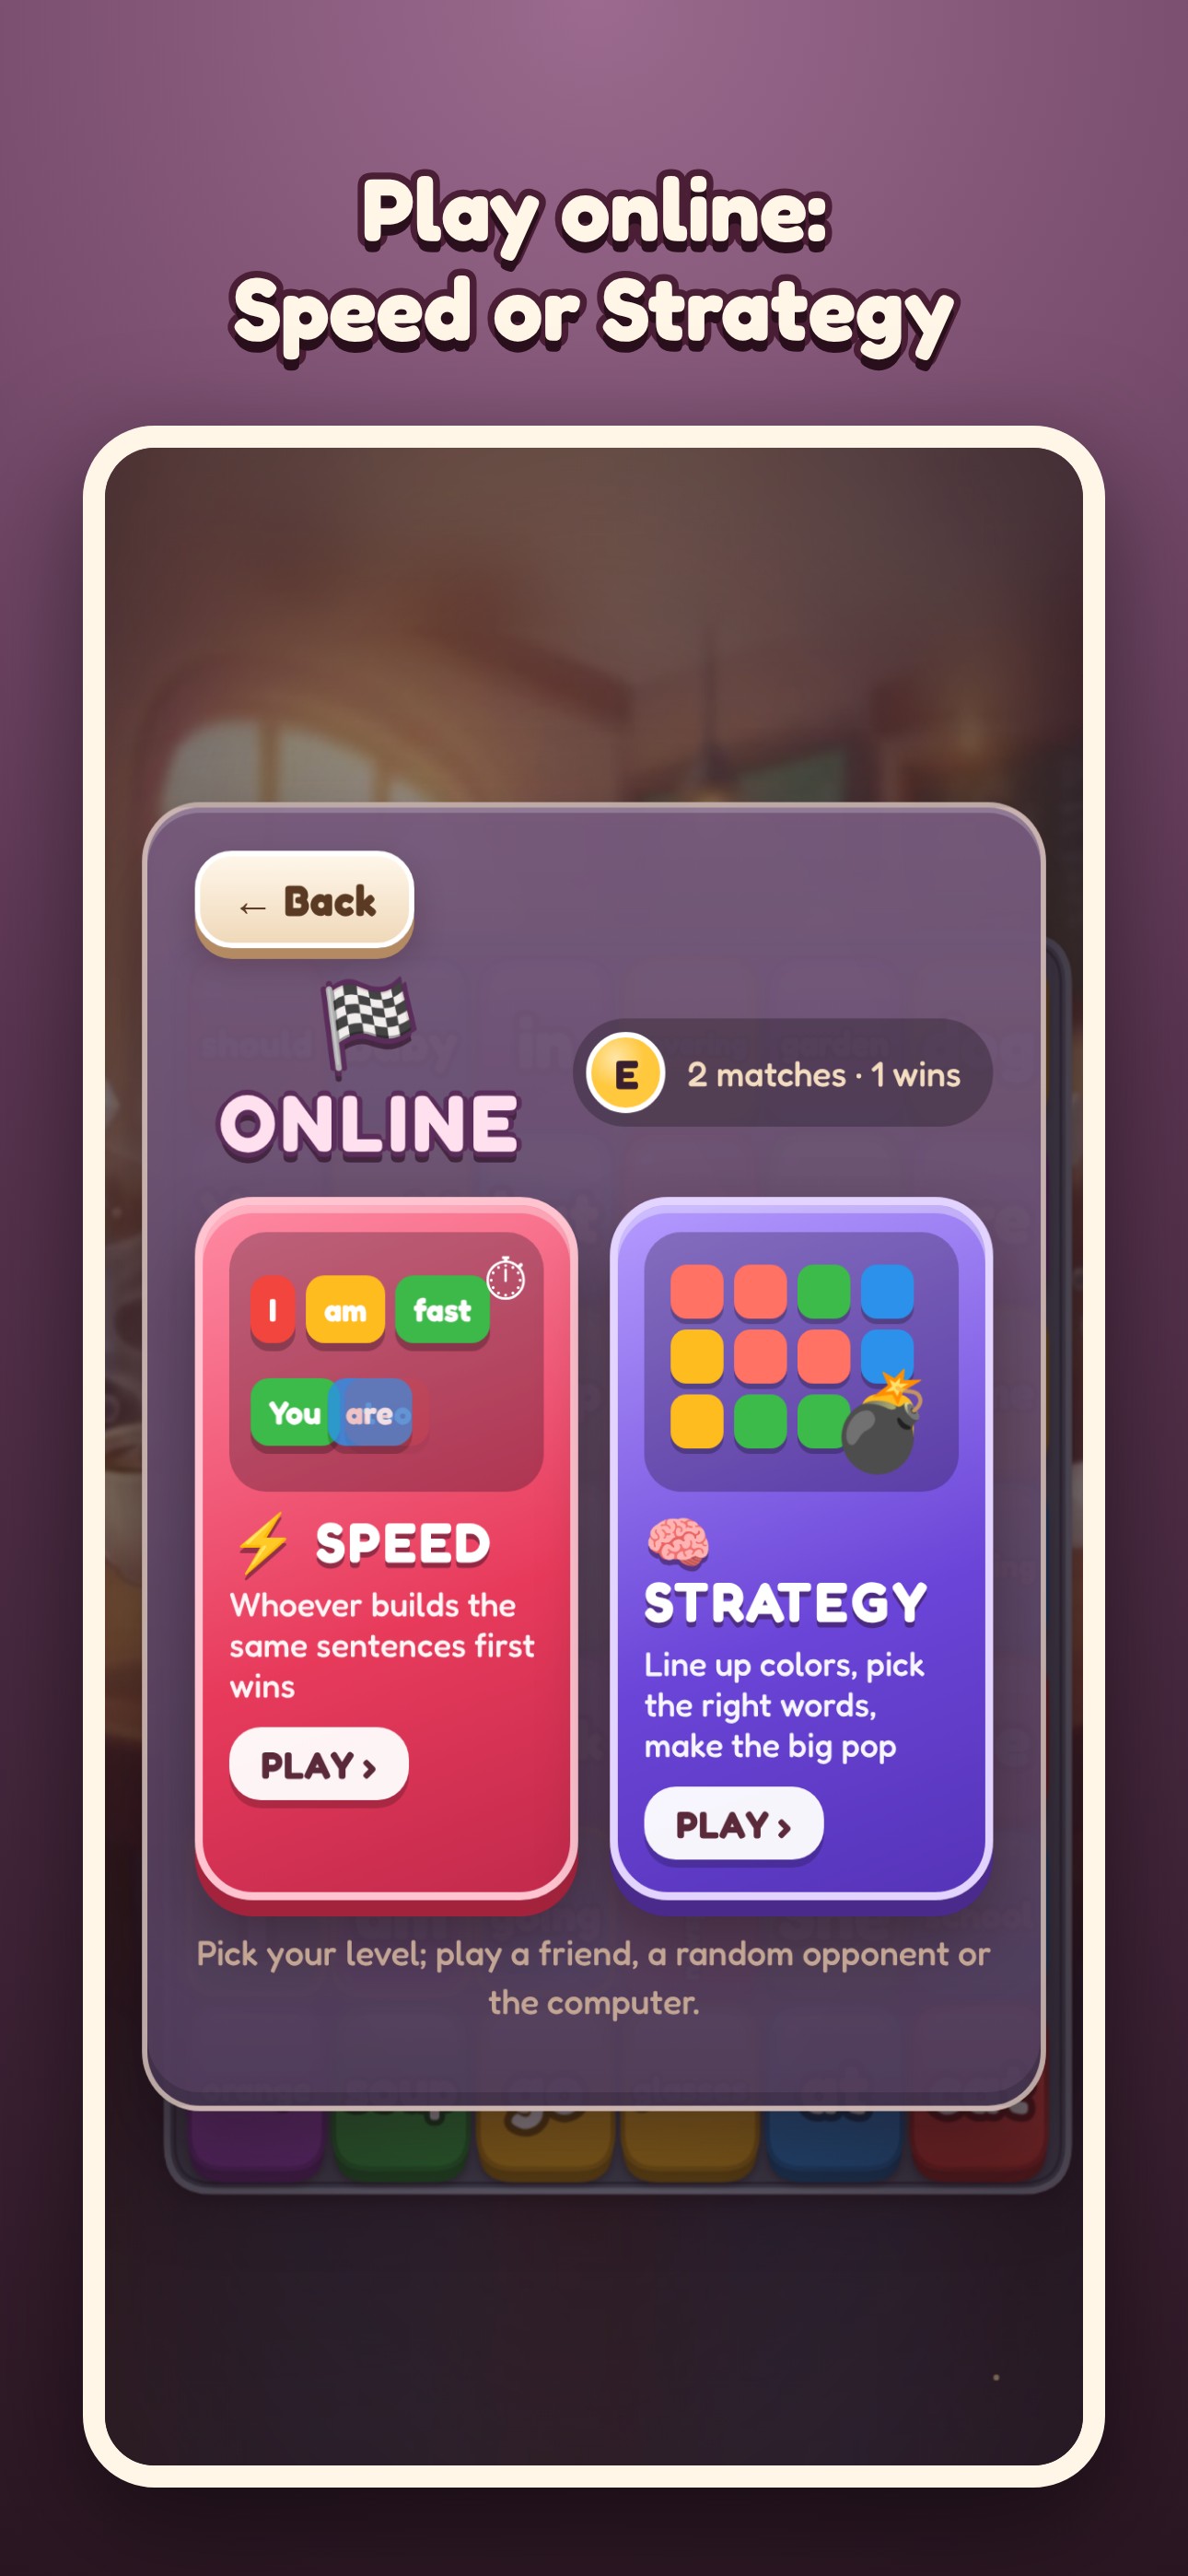 Play online:
Speed or Strategy
← Back
ONLINE
E
2 matches · 1 wins
I am fast
You are
⚡ SPEED
Whoever builds the
same sentences first
wins
PLAY ›
🧠
STRATEGY
Line up colors, pick
the right words,
make the big pop
PLAY ›
Pick your level; play a friend, a random opponent or
the computer.
go
at